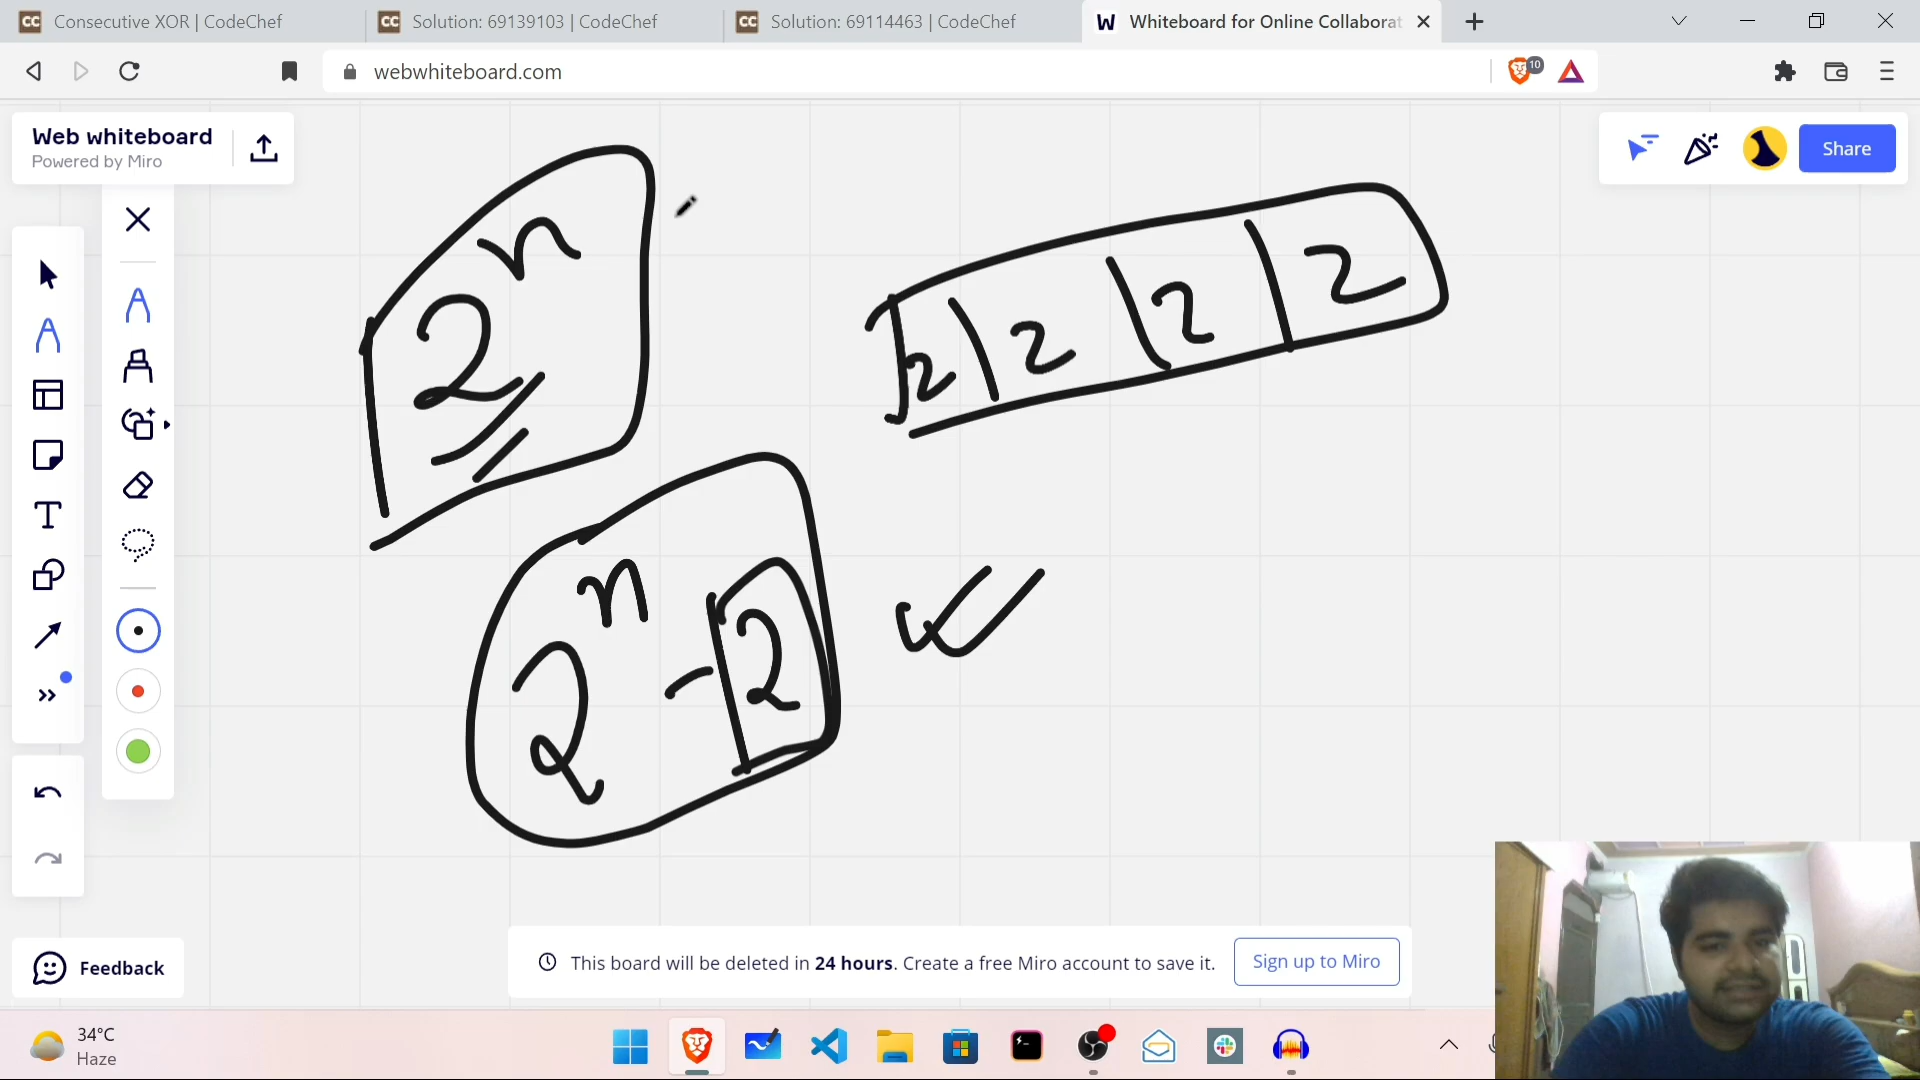 Consecutive XOR | CodeChef
Solution: 69139103 | CodeChef
Solution: 69114463 | CodeChef
Whiteboard for Online Collaborat
webwhiteboard.com
10
Web whiteboard
Powered by Miro
Share
2^n
2 | 2 | 2 | 2
2^n - 2
Feedback
This board will be deleted in 24 hours. Create a free Miro account to save it.
Sign up to Miro
34°C
Haze